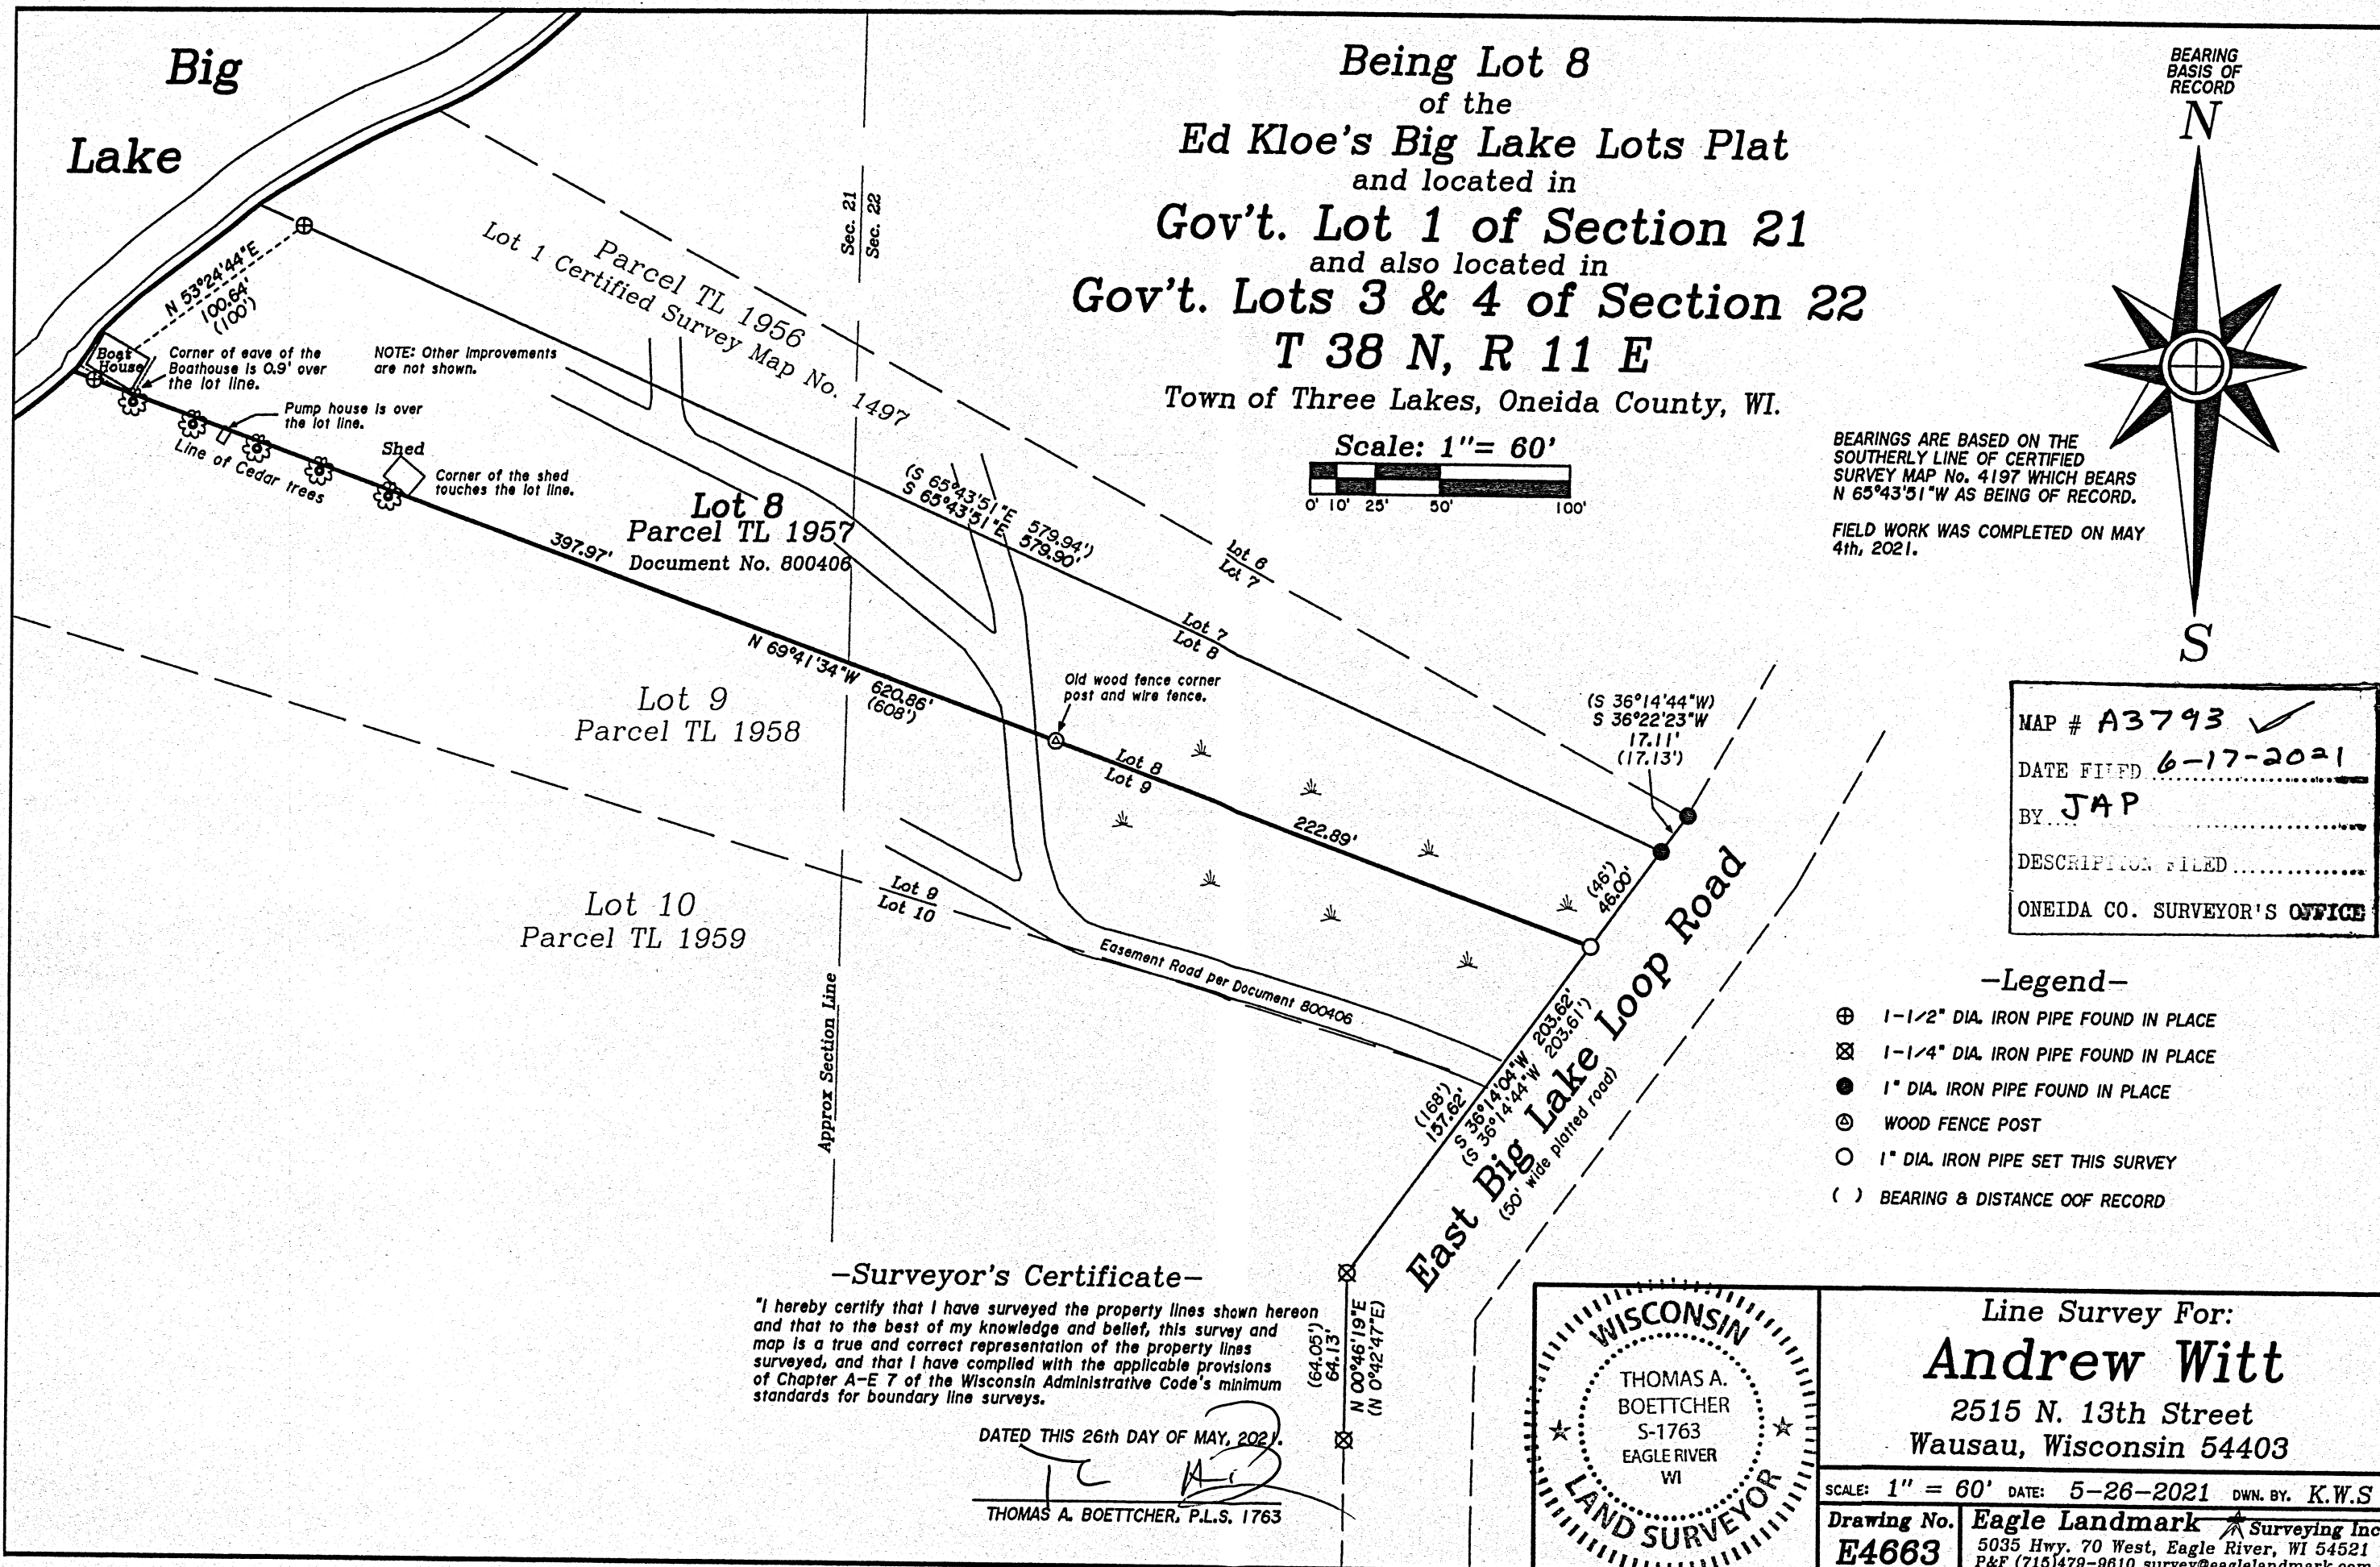 Big
Lake
Being Lot 8
of the
Ed Kloe's Big Lake Lots Plat
and located in
Gov't. Lot 1 of Section 21
and also located in
Gov't. Lots 3 & 4 of Section 22
T 38 N, R 11 E
Town of Three Lakes, Oneida County, WI.
Scale: 1"= 60'
0' 10' 25' 50' 100'
BEARING
BASIS OF
RECORD
N
S
BEARINGS ARE BASED ON THE
SOUTHERLY LINE OF CERTIFIED
SURVEY MAP No. 4197 WHICH BEARS
N 65°43'51"W AS BEING OF RECORD.
FIELD WORK WAS COMPLETED ON MAY
4th, 2021.
Sec. 21
Sec. 22
Parcel TL 1956
Lot 1 Certified Survey Map No. 1497
N 53°24'44"E
100.64'
(100')
Boat
House
Corner of eave of the
Boathouse is 0.9' over
the lot line.
NOTE: Other Improvements
are not shown.
Pump house is over
the lot line.
Line of Cedar trees
Shed
Corner of the shed
touches the lot line.
Lot 8
Parcel TL 1957
Document No. 800406
397.97'
(S 65°43'51"E 579.94')
S 65°43'51"E 579.90'
Lot 6
Lot 7
Lot 7
Lot 8
N 69°41'34"W 620.86'
(608')
Old wood fence corner
post and wire fence.
Lot 8
Lot 9
222.89'
(S 36°14'44"W)
S 36°22'23"W
17.11'
(17.13')
(46')
46.00'
Lot 9
Parcel TL 1958
Lot 9
Lot 10
Lot 10
Parcel TL 1959
Approx Section Line
Easement Road per Document 800406
(168')
157.62'
S 36°14'04"W 203.62'
(S 36°14'44"W 203.61')
East Big Lake Loop Road
(50' wide platted road)
(64.05')
64.13'
N 00°46'19"E
(N 0°42'47"E)
MAP # A3793 ✓
DATE FILED 6-17-2021
BY JAP
DESCRIPTION FILED
ONEIDA CO. SURVEYOR'S OFFICE
-Legend-
1-1/2" DIA. IRON PIPE FOUND IN PLACE
1-1/4" DIA. IRON PIPE FOUND IN PLACE
1" DIA. IRON PIPE FOUND IN PLACE
WOOD FENCE POST
1" DIA. IRON PIPE SET THIS SURVEY
( ) BEARING & DISTANCE OOF RECORD
-Surveyor's Certificate-
"I hereby certify that I have surveyed the property lines shown hereon
and that to the best of my knowledge and belief, this survey and
map is a true and correct representation of the property lines
surveyed, and that I have complied with the applicable provisions
of Chapter A-E 7 of the Wisconsin Administrative Code's minimum
standards for boundary line surveys.
DATED THIS 26th DAY OF MAY, 2021.
THOMAS A. BOETTCHER, P.L.S. 1763
WISCONSIN
THOMAS A.
BOETTCHER
S-1763
EAGLE RIVER
WI
LAND SURVEYOR
Line Survey For:
Andrew Witt
2515 N. 13th Street
Wausau, Wisconsin 54403
SCALE: 1" = 60' DATE: 5-26-2021 DWN. BY. K.W.S
Drawing No.
E4663
Eagle Landmark Surveying Inc
5035 Hwy. 70 West, Eagle River, WI 54521
P&F (715)479-9610 survey@eaglelandmark.com